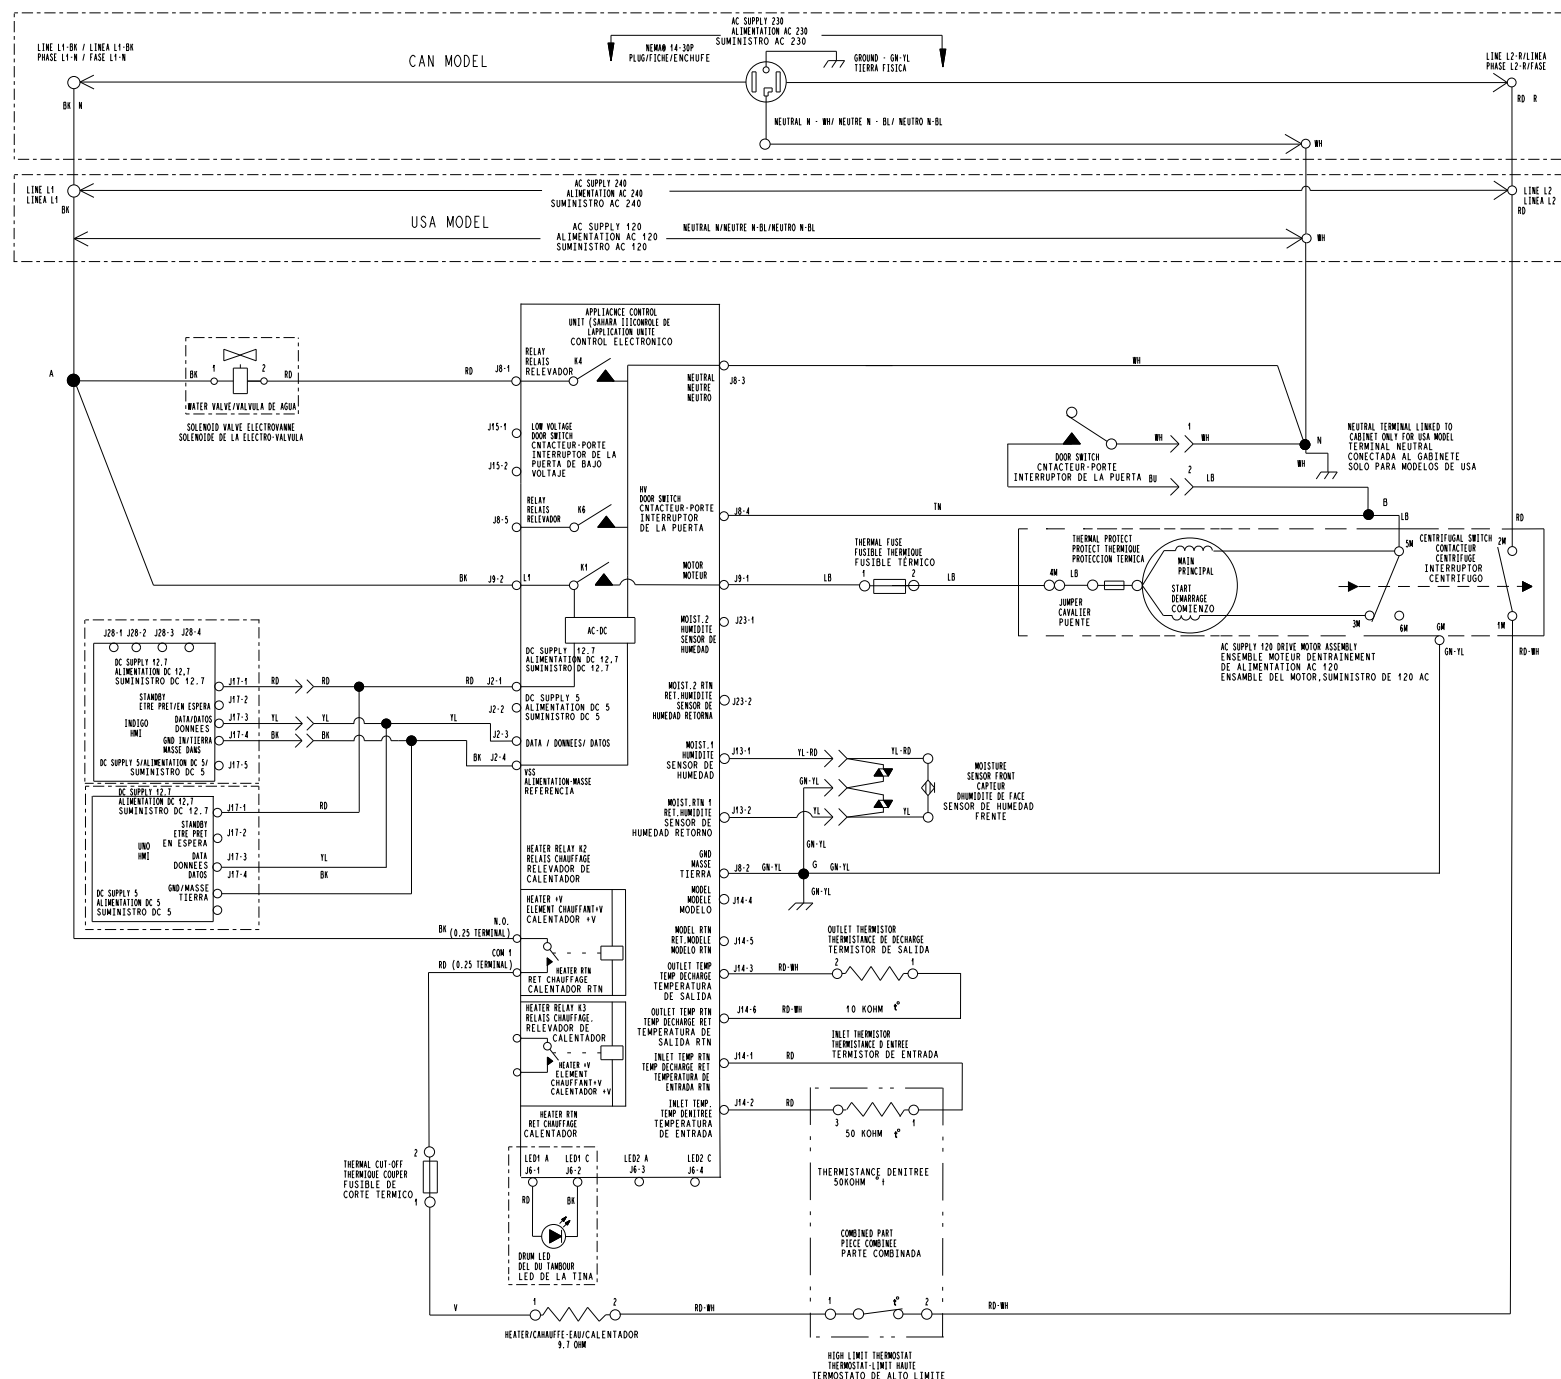 AC SUPPLY 230
ALIMENTATION AC 230
SUMINISTRO AC 230
LINE L1-BK / LINEA L1-BK
PHASE L1-N / FASE L1-N
CAN MODEL
NEMA® 14-30P
PLUG/FICHE/ENCHUFE
GROUND - GN-YL
TIERRA FISICA
LINE L2-R/LINEA
PHASE L2-R/FASE
BK N
RD R
NEUTRAL N - WH/ NEUTRE N - BL/ NEUTRO N-BL
WH
LINE L1
LINEA L1
BK
AC SUPPLY 240
ALIMENTATION AC 240
SUMINISTRO AC 240
LINE L2
LINEA L2
RD
USA MODEL
AC SUPPLY 120
ALIMENTATION AC 120
SUMINISTRO AC 120
NEUTRAL N/NEUTRE N-BL/NEUTRO N-BL
WH
APPLIACNCE CONTROL
UNIT (SAHARA IIICONROLE DE
LAPPLICATION UNITE
CONTROL ELECTRONICO
A
BK 1 2 RD
WATER VALVE/VALVULA DE AGUA
SOLENOID VALVE ELECTROVANNE
SOLENOIDE DE LA ELECTRO-VALVULA
RD J8-1
RELAY
RELAIS
RELEVADOR
K4
NEUTRAL
NEUTRE
NEUTRO
J8-3
WH
J15-1
J15-2
LOW VOLTAGE
DOOR SWITCH
CNTACTEUR-PORTE
INTERRUPTOR DE LA
PUERTA DE BAJO
VOLTAJE
DOOR SWITCH
CNTACTEUR-PORTE
INTERRUPTOR DE LA PUERTA
WH 1 WH
BU 2 LB
N
WH
NEUTRAL TERMINAL LINKED TO
CABINET ONLY FOR USA MODEL
TERMINAL NEUTRAL
CONECTADA AL GABINETE
SOLO PARA MODELOS DE USA
J8-5
RELAY
RELAIS
RELEVADOR
K6
HV
DOOR SWITCH
CNTACTEUR-PORTE
INTERRUPTOR
DE LA PUERTA
J8-4
TN
B
LB
RD
BK J9-2 L1
K1
MOTOR
MOTEUR
J9-1
LB
THERMAL FUSE
FUSIBLE THERMIQUE
FUSIBLE TÉRMICO
1 2
LB
4M LB
JUMPER
CAVALIER
PUENTE
THERMAL PROTECT
PROTECT THERMIQUE
PROTECCION TERMICA
MAIN
PRINCIPAL
START
DEMARRAGE
COMIENZO
5M
CENTRIFUGAL SWITCH
CONTACTEUR
CENTRIFUGE
INTERRUPTOR
CENTRIFUGO
2M
3M
6M
GM
1M
GN-YL
RD-WH
AC SUPPLY 120 DRIVE MOTOR ASSEMBLY
ENSEMBLE MOTEUR DENTRAINEMENT
DE ALIMENTATION AC 120
ENSAMBLE DEL MOTOR,SUMINISTRO DE 120 AC
AC-DC
J28-1 J28-2 J28-3 J28-4
DC SUPPLY 12.7
ALIMENTATION DC 12,7
SUMINISTRO DC 12.7
STANDBY
ETRE PRET/EN ESPERA
INDIGO
HMI
DATA/DATOS
DONNEES
GND IN/TIERRA
MASSE DANS
DC SUPPLY 5/ALIMENTATION DC 5/
SUMINISTRO DC 5
J17-1 RD RD
J17-2
J17-3 YL YL YL
J17-4 BK BK BK
J17-5
RD J2-1
DC SUPPLY 12.7
ALIMENTATION DC 12,7
SUMINISTRO DC 12.7
J2-2
DC SUPPLY 5
ALIMENTATION DC 5
SUMINISTRO DC 5
J2-3
DATA / DONNEES/ DATOS
J2-4
VSS
ALIMENTATION-MASSE
REFERENCIA
MOIST.2
HUMIDITE
SENSOR DE
HUMEDAD
J23-1
MOIST.2 RTN
RET.HUMIDITE
SENSOR DE
HUMEDAD RETORNA
J23-2
MOIST.1
HUMIDITE
SENSOR DE
HUMEDAD
J13-1 YL-RD YL-RD
GN-YL
MOIST.RTN 1
RET.HUMIDITE
SENSOR DE
HUMEDAD RETORNO
J13-2 YL YL
MOISTURE
SENSOR FRONT
CAPTEUR
DHUMIDITE DE FACE
SENSOR DE HUMEDAD
FRENTE
GN-YL
GND
MASSE
TIERRA
J8-2 GN-YL G GN-YL
GN-YL
DC SUPPLY 12.7
ALIMENTATION DC 12,7
SUMINISTRO DC 12.7
STANDBY
ETRE PRET
EN ESPERA
UNO
HMI
DATA
DONNEES
DATOS
GND/MASSE
TIERRA
DC SUPPLY 5
ALIMENTATION DC 5
SUMINISTRO DC 5
J17-1 RD
J17-2
J17-3 YL
J17-4 BK
HEATER RELAY K2
RELAIS CHAUFFAGE
RELEVADOR DE
CALENTADOR
HEATER +V
ELEMENT CHAUFFANT+V
CALENTADOR +V
HEATER RTN
RET CHAUFFAGE
CALENTADOR RTN
N.O.
BK (0.25 TERMINAL)
COM 1
RD (0.25 TERMINAL)
HEATER RELAY K3
RELAIS CHAUFFAGE.
RELEVADOR DE
CALENTADOR
HEATER +V
ELEMENT
CHAUFFANT+V
CALENTADOR +V
HEATER RTN
RET CHAUFFAGE
CALENTADOR
MODEL
MODELE
MODELO
J14-4
MODEL RTN
RET.MODELE
MODELO RTN
J14-5
OUTLET TEMP
TEMP DECHARGE
TEMPERATURA
DE SALIDA
J14-3 RD-WH
OUTLET THERMISTOR
THERMISTANCE DE DECHARGE
TERMISTOR DE SALIDA
2 1
10 KOHM t°
OUTLET TEMP RTN
TEMP DECHARGE RET
TEMPERATURA DE
SALIDA RTN
J14-6 RD-WH
INLET THERMISTOR
THERMISTANCE D ENTREE
TERMISTOR DE ENTRADA
INLET TEMP RTN
TEMP DECHARGE RET
TEMPERATURA DE
ENTRADA RTN
J14-1 RD
INLET TEMP.
TEMP DENITREE
TEMPERATURA
DE ENTRADA
J14-2 RD
3 1
50 KOHM t°
THERMISTANCE DENITREE
50KOHM °t
COMBINED PART
PIECE COMBINEE
PARTE COMBINADA
LED1 A LED1 C LED2 A LED2 C
J6-1 J6-2 J6-3 J6-4
RD BK
DRUM LED
DEL DU TAMBOUR
LED DE LA TINA
THERMAL CUT-OFF
THERMIQUE COUPER
FUSIBLE DE
CORTE TERMICO
2
1
V 1 2 RD-WH
HEATER/CAHAUFFE-EAU/CALENTADOR
9.7 OHM
1 t° 2
RD-WH
HIGH LIMIT THERMOSTAT
THERMOSTAT-LIMIT HAUTE
TERMOSTATO DE ALTO LIMITE